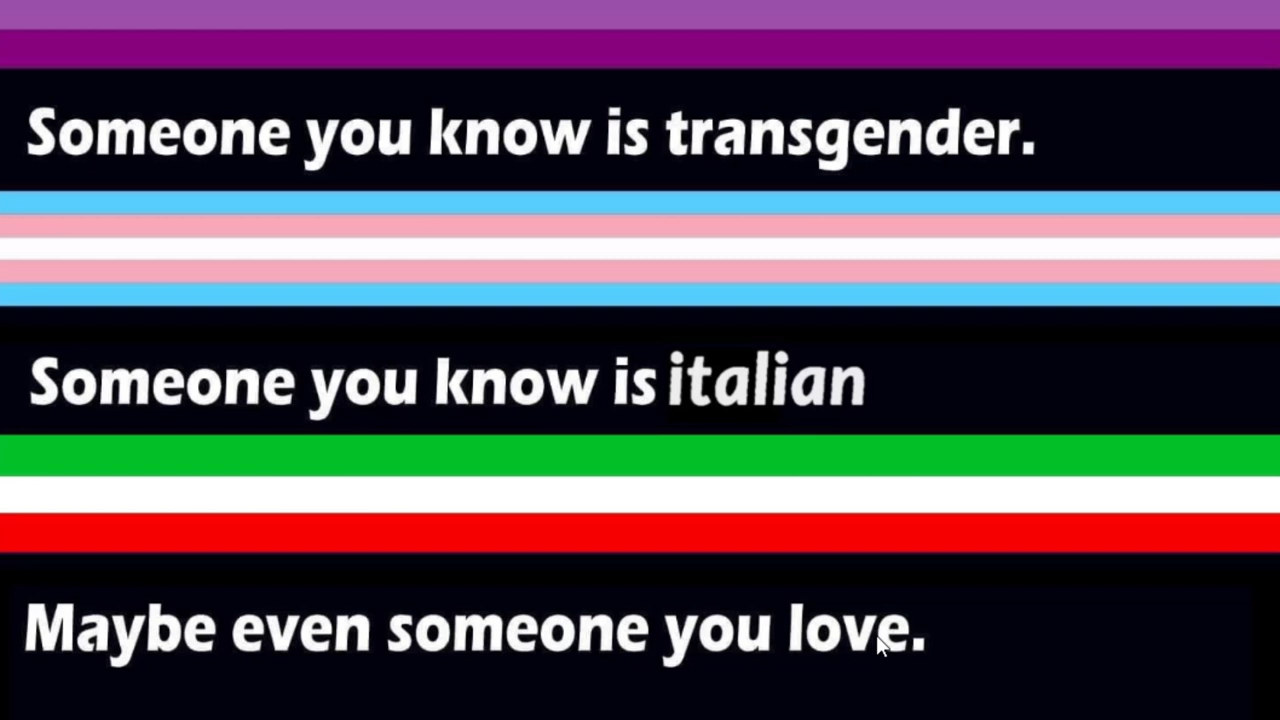 Someone you know is transgender.
Someone you know is italian
Maybe even someone you love.